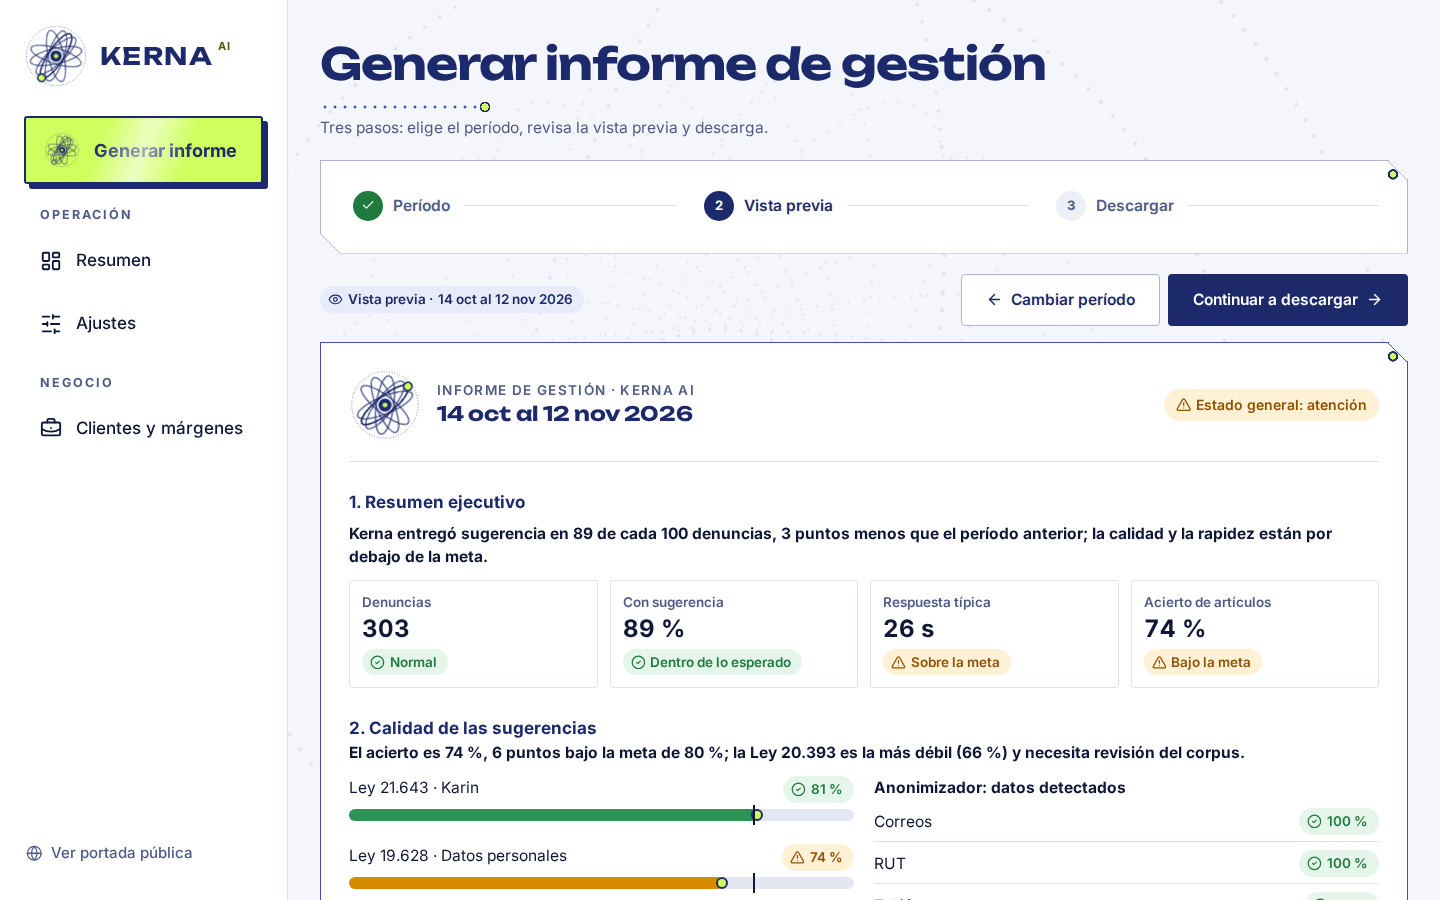 KERNA AI
Generar informe
OPERACIÓN
Resumen
Ajustes
NEGOCIO
Clientes y márgenes
Ver portada pública
Generar informe de gestión
Tres pasos: elige el período, revisa la vista previa y descarga.
Período
2 Vista previa
3 Descargar
Vista previa · 14 oct al 12 nov 2026
Cambiar período
Continuar a descargar
INFORME DE GESTIÓN · KERNA AI
14 oct al 12 nov 2026
Estado general: atención
1. Resumen ejecutivo
Kerna entregó sugerencia en 89 de cada 100 denuncias, 3 puntos menos que el período anterior; la calidad y la rapidez están por
debajo de la meta.
Denuncias
303
Normal
Con sugerencia
89 %
Dentro de lo esperado
Respuesta típica
26 s
Sobre la meta
Acierto de artículos
74 %
Bajo la meta
2. Calidad de las sugerencias
El acierto es 74 %, 6 puntos bajo la meta de 80 %; la Ley 20.393 es la más débil (66 %) y necesita revisión del corpus.
Ley 21.643 · Karin
81 %
Ley 19.628 · Datos personales
74 %
Anonimizador: datos detectados
Correos
100 %
RUT
100 %